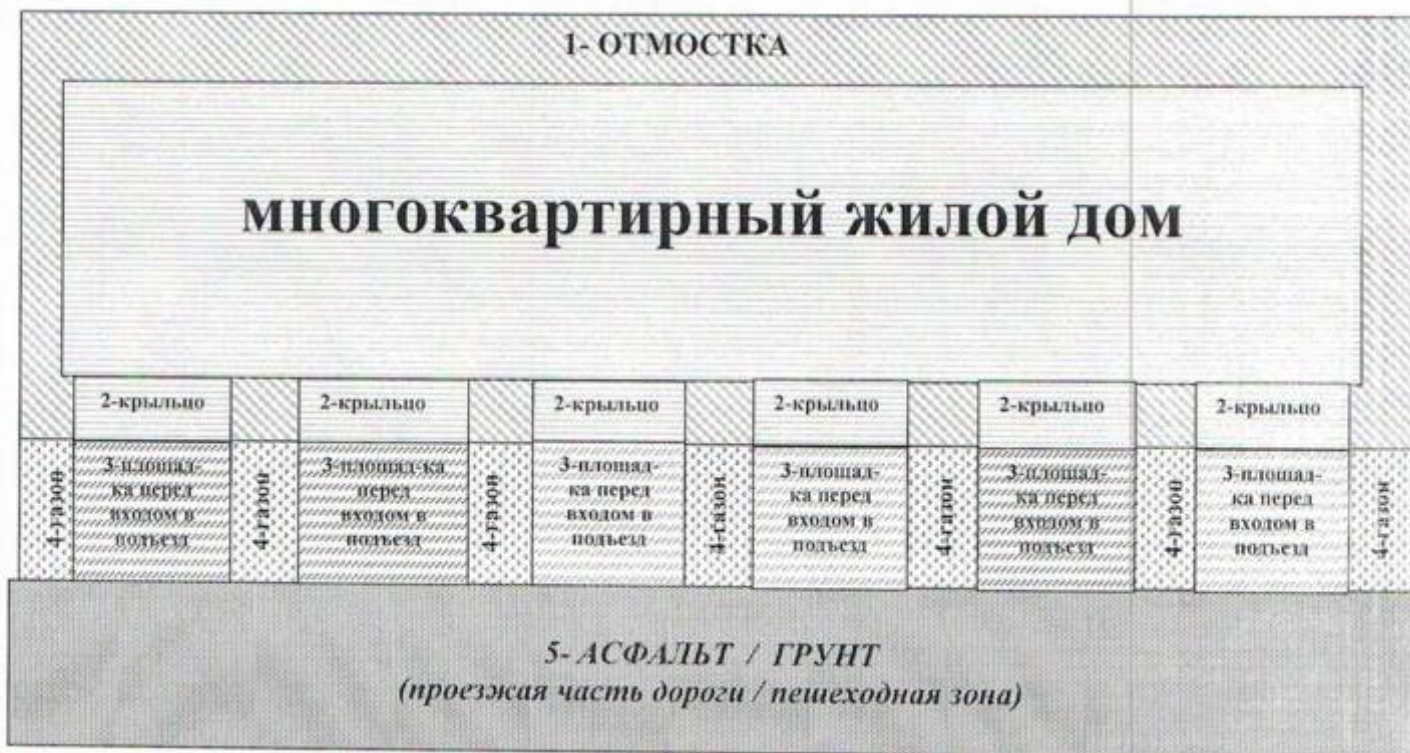 1- ОТМОСТКА
многоквартирный жилой дом
2-крыльцо
2-крыльцо
2-крыльцо
2-крыльцо
2-крыльцо
2-крыльцо
4-газон
3-площад-
ка перед
входом в
подъезд
4-газон
3-площад-ка
перед
входом в
подъезд
4-газон
3-площад-
ка перед
входом в
подъезд
4-газон
3-площад-
ка перед
входом в
подъезд
4-газон
3-площад-
ка перед
входом в
подъезд
4-газон
3-площад-
ка перед
входом в
подъезд
4-газон
5- АСФАЛЬТ / ГРУНТ
(проезжая часть дороги / пешеходная зона)